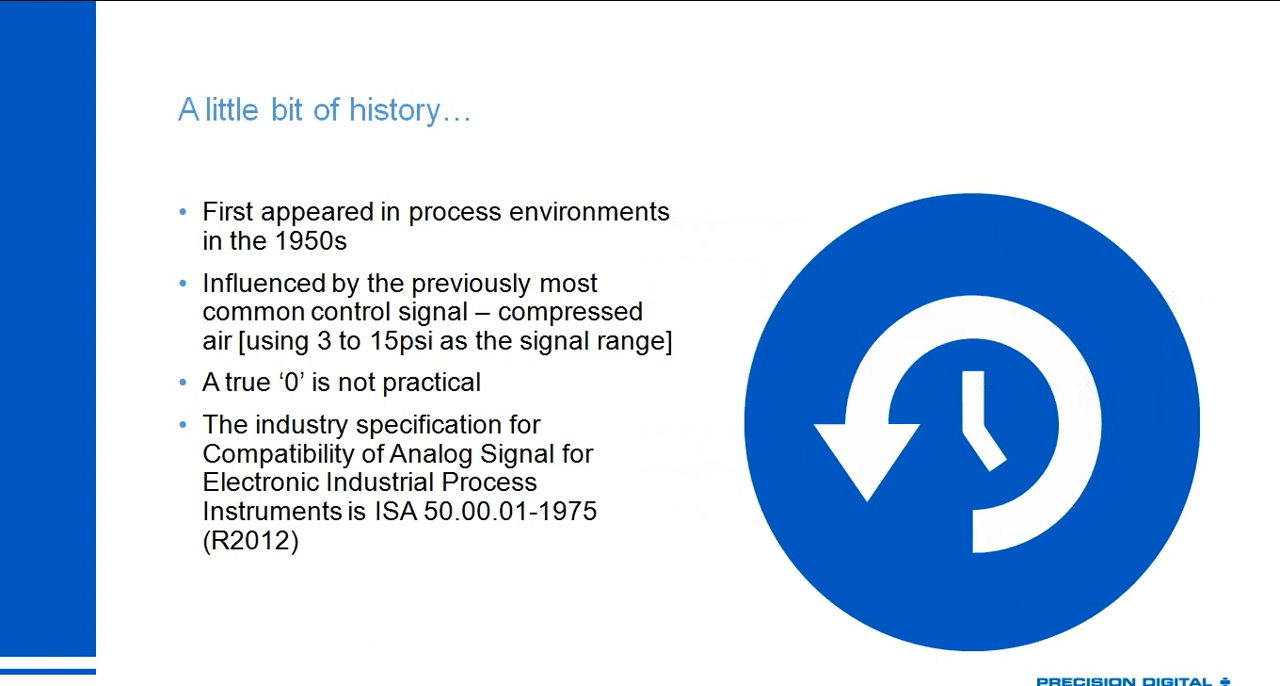 A little bit of history…
• First appeared in process environments
in the 1950s
• Influenced by the previously most
common control signal – compressed
air [using 3 to 15psi as the signal range]
• A true ‘0’ is not practical
• The industry specification for
Compatibility of Analog Signal for
Electronic Industrial Process
Instruments is ISA 50.00.01-1975
(R2012)
PRECISION DIGITAL